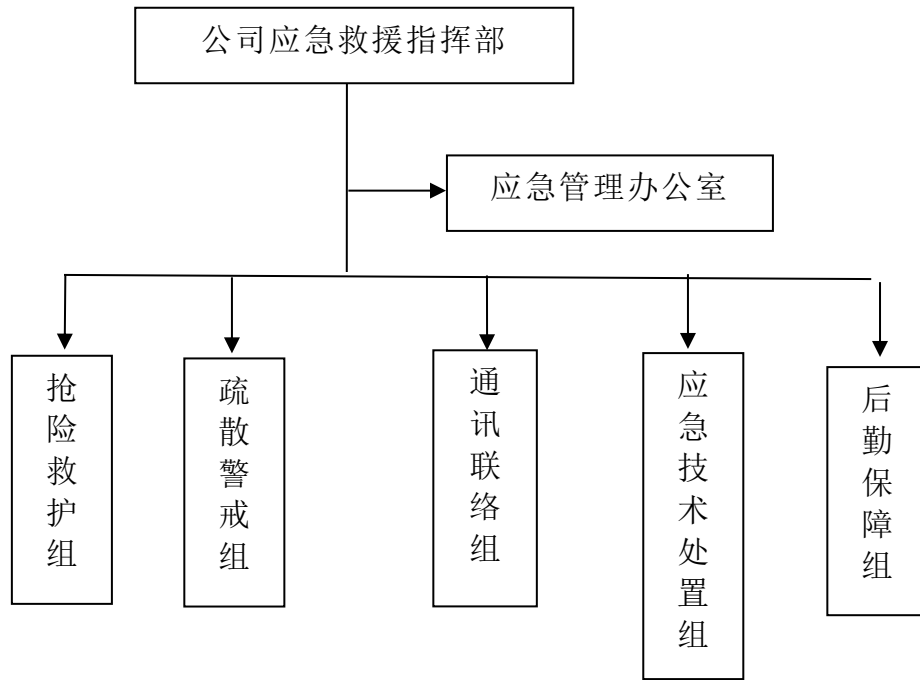 公司应急救援指挥部
应急管理办公室
抢险救护组
疏散警戒组
通讯联络组
应急技术处置组
后勤保障组